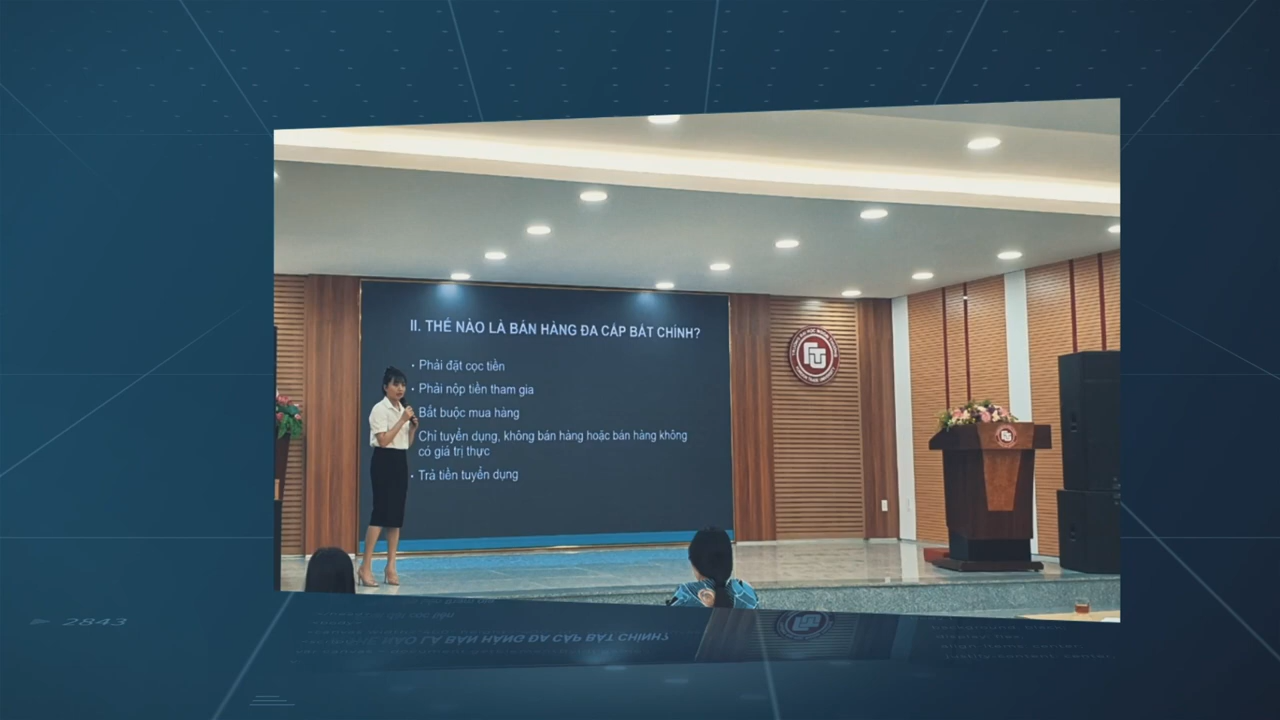 II. THẾ NÀO LÀ BÁN HÀNG ĐA CẤP BẤT CHÍNH?
• Phải đặt cọc tiền
• Phải nộp tiền tham gia
• Bắt buộc mua hàng
Chỉ tuyển dụng, không bán hàng hoặc bán hàng không
có giá trị thực
• Trả tiền tuyển dụng
2843